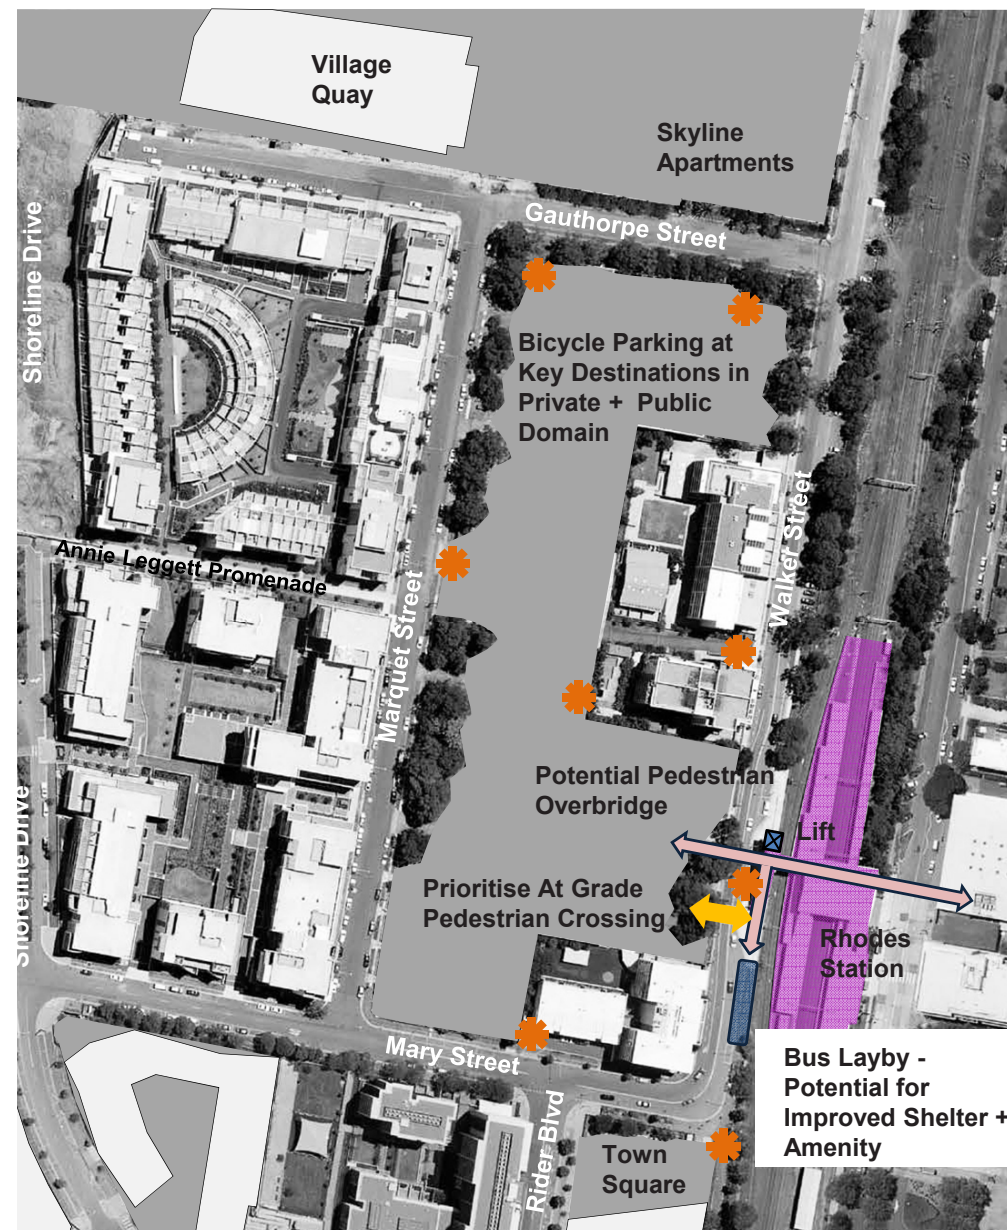 Village
Quay
Skyline
Apartments
Gauthorpe Street
Shoreline Drive
Bicycle Parking at
Key Destinations in
Private + Public
Domain
Walker Street
Annie Leggett Promenade
Marquet Street
Potential Pedestrian
Overbridge
Lift
Shoreline Drive
Prioritise At Grade
Pedestrian Crossing
Rhodes
Station
Mary Street
Bus Layby -
Potential for
Improved Shelter +
Amenity
Rider Blvd
Town
Square